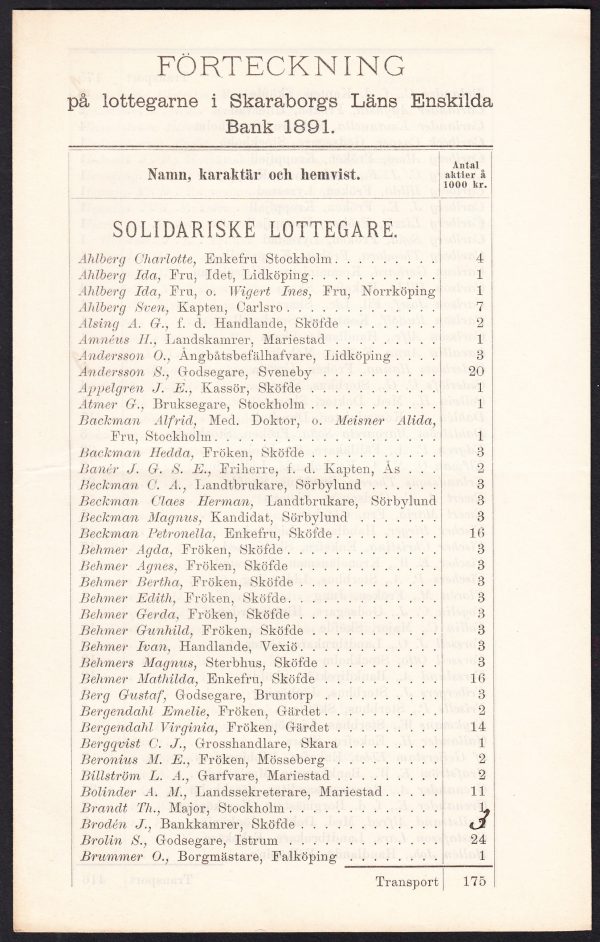 FÖRTECKNING
på lottegarne i Skaraborgs Läns Enskilda
Bank 1891.
Namn, karaktär och hemvist.
Antal
aktier å
1000 kr.
SOLIDARISKE LOTTEGARE.
Ahlberg Charlotte, Enkefru Stockholm . . . . . . . . . 4
Ahlberg Ida, Fru, Idet, Lidköping . . . . . . . . . . . 1
Ahlberg Ida, Fru, o. Wigert Ines, Fru, Norrköping 1
Ahlberg Sven, Kapten, Carlsro . . . . . . . . . . . . . 7
Alsing A. G., f. d. Handlande, Sköfde . . . . . . . . 2
Amnéus H., Landskamrer, Mariestad . . . . . . . . . 1
Andersson O., Ångbåtsbefälhafvare, Lidköping . . . . 3
Andersson S., Godsegare, Sveneby . . . . . . . . . . 20
Appelgren J. E., Kassör, Sköfde . . . . . . . . . . . 1
Atmer G., Bruksegare, Stockholm . . . . . . . . . . . 1
Backman Alfrid, Med. Doktor, o. Meisner Alida,
Fru, Stockholm . . . . . . . . . . . . . . . . . . . 1
Backman Hedda, Fröken, Sköfde . . . . . . . . . . . 3
Banér J. G. S. E., Friherre, f. d. Kapten, Ås . . . 2
Beckman C. A., Landtbrukare, Sörbylund . . . . . . 3
Beckman Claes Herman, Landtbrukare, Sörbylund 3
Beckman Magnus, Kandidat, Sörbylund . . . . . . . 3
Beckman Petronella, Enkefru, Sköfde . . . . . . . . . 16
Behmer Agda, Fröken, Sköfde . . . . . . . . . . . . . 3
Behmer Agnes, Fröken, Sköfde . . . . . . . . . . . . 3
Behmer Bertha, Fröken, Sköfde . . . . . . . . . . . . 3
Behmer Edith, Fröken, Sköfde . . . . . . . . . . . . . 3
Behmer Gerda, Fröken, Sköfde . . . . . . . . . . . . 3
Behmer Gunhild, Fröken, Sköfde . . . . . . . . . . . 3
Behmer Ivan, Handlande, Vexiö . . . . . . . . . . . . 3
Behmers Magnus, Sterbhus, Sköfde . . . . . . . . . . 3
Behmer Mathilda, Enkefru, Sköfde . . . . . . . . . . 16
Berg Gustaf, Godsegare, Bruntorp . . . . . . . . . . 3
Bergendahl Emelie, Fröken, Gärdet . . . . . . . . . . 2
Bergendahl Virginia, Fröken, Gärdet . . . . . . . . . 14
Bergqvist C. J., Grosshandlare, Skara . . . . . . . . 1
Beronius M. E., Fröken, Mösseberg . . . . . . . . . 2
Billström L. A., Garfvare, Mariestad . . . . . . . . . 2
Bolinder A. M., Landssekreterare, Mariestad . . . . . 11
Brandt Th., Major, Stockholm . . . . . . . . . . . . . 1
Brodén J., Bankkamrer, Sköfde . . . . . . . . . . . . 3
Brolin S., Godsegare, Istrum . . . . . . . . . . . . . 24
Brummer O., Borgmästare, Falköping . . . . . . . . . 1
Transport 175